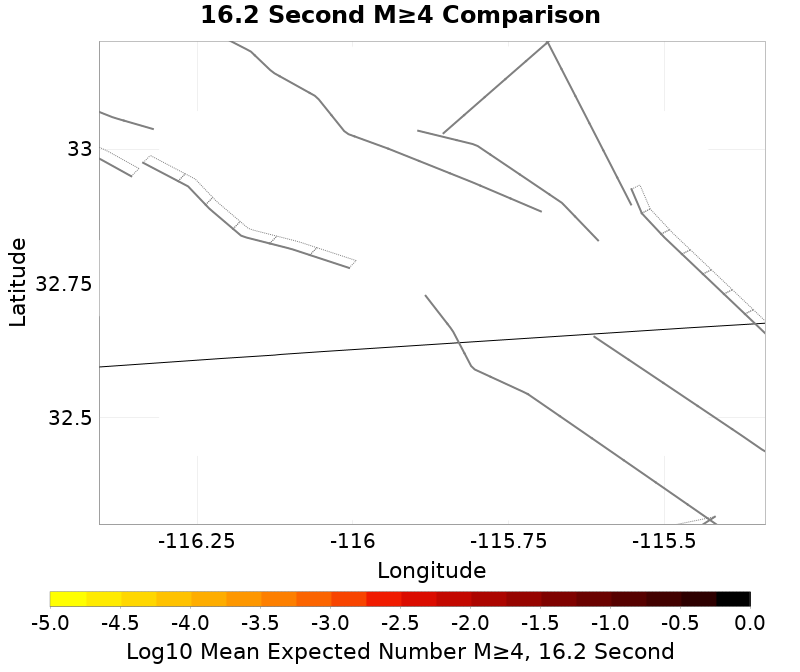 16.2 Second M≥4 Comparison
33
32.75
32.5
Latitude
-116.25 -116 -115.75 -115.5
Longitude
-5.0 -4.5 -4.0 -3.5 -3.0 -2.5 -2.0 -1.5 -1.0 -0.5 0.0
Log10 Mean Expected Number M≥4, 16.2 Second